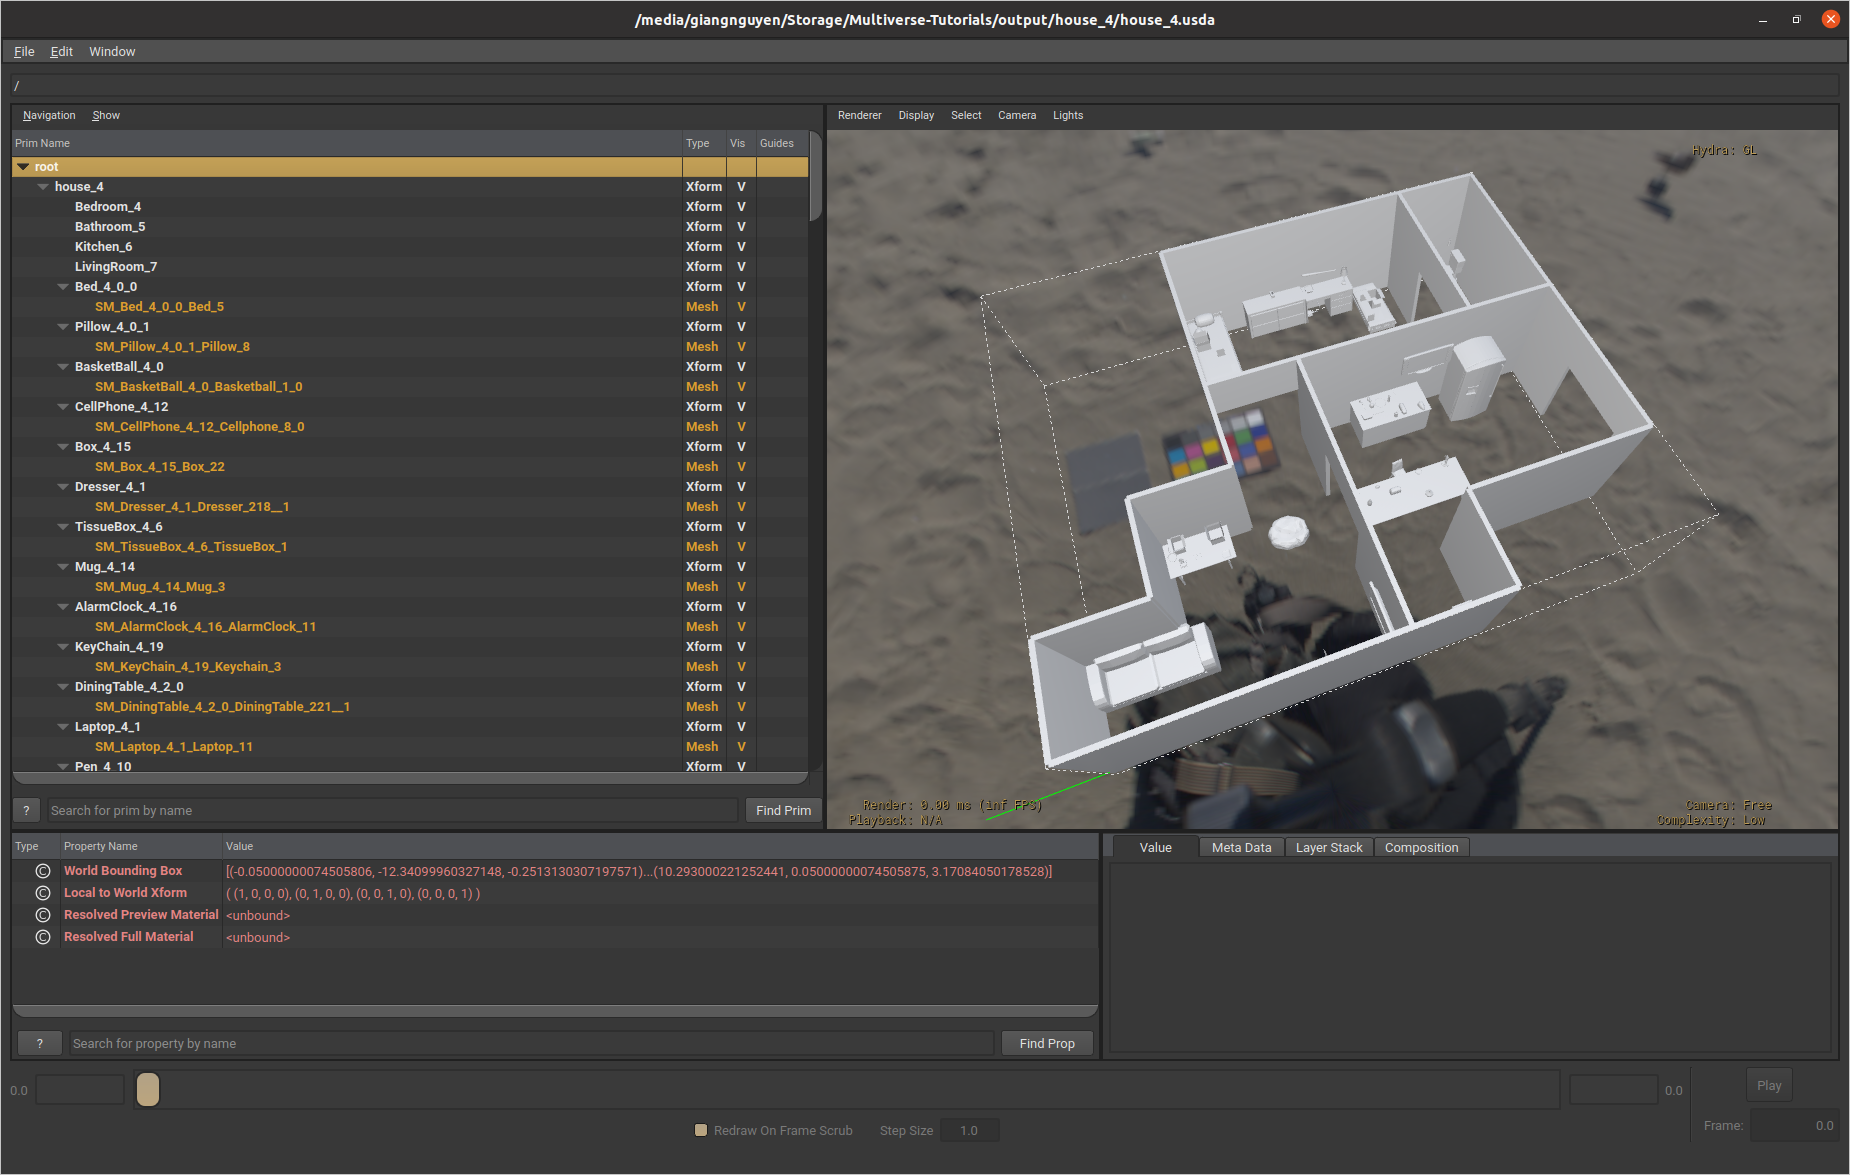 /media/giangnguyen/Storage/Multiverse-Tutorials/output/house_4/house_4.usda
File Edit Window
/
Navigation Show
Prim Name Type Vis Guides
root
house_4 Xform V
Bedroom_4 Xform V
Bathroom_5 Xform V
Kitchen_6 Xform V
LivingRoom_7 Xform V
Bed_4_0_0 Xform V
SM_Bed_4_0_0_Bed_5 Mesh V
Pillow_4_0_1 Xform V
SM_Pillow_4_0_1_Pillow_8 Mesh V
BasketBall_4_0 Xform V
SM_BasketBall_4_0_Basketball_1_0 Mesh V
CellPhone_4_12 Xform V
SM_CellPhone_4_12_Cellphone_8_0 Mesh V
Box_4_15 Xform V
SM_Box_4_15_Box_22 Mesh V
Dresser_4_1 Xform V
SM_Dresser_4_1_Dresser_218__1 Mesh V
TissueBox_4_6 Xform V
SM_TissueBox_4_6_TissueBox_1 Mesh V
Mug_4_14 Xform V
SM_Mug_4_14_Mug_3 Mesh V
AlarmClock_4_16 Xform V
SM_AlarmClock_4_16_AlarmClock_11 Mesh V
KeyChain_4_19 Xform V
SM_KeyChain_4_19_Keychain_3 Mesh V
DiningTable_4_2_0 Xform V
SM_DiningTable_4_2_0_DiningTable_221__1 Mesh V
Laptop_4_1 Xform V
SM_Laptop_4_1_Laptop_11 Mesh V
Pen_4_10 Xform V
? Search for prim by name Find Prim
Renderer Display Select Camera Lights
Hydra: GL
Render: 0.00 ms (inf FPS) Camera: Free
Playback: N/A Complexity: Low
Type Property Name Value
© World Bounding Box [(-0.05000000074505806, -12.34099960327148, -0.2513130307197571)...(10.293000221252441, 0.05000000074505875, 3.17084050178528)]
© Local to World Xform ( (1, 0, 0, 0), (0, 1, 0, 0), (0, 0, 1, 0), (0, 0, 0, 1) )
© Resolved Preview Material <unbound>
© Resolved Full Material <unbound>
? Search for property by name Find Prop
Value Meta Data Layer Stack Composition
0.0 0.0 Play
Redraw On Frame Scrub Step Size 1.0 Frame: 0.0